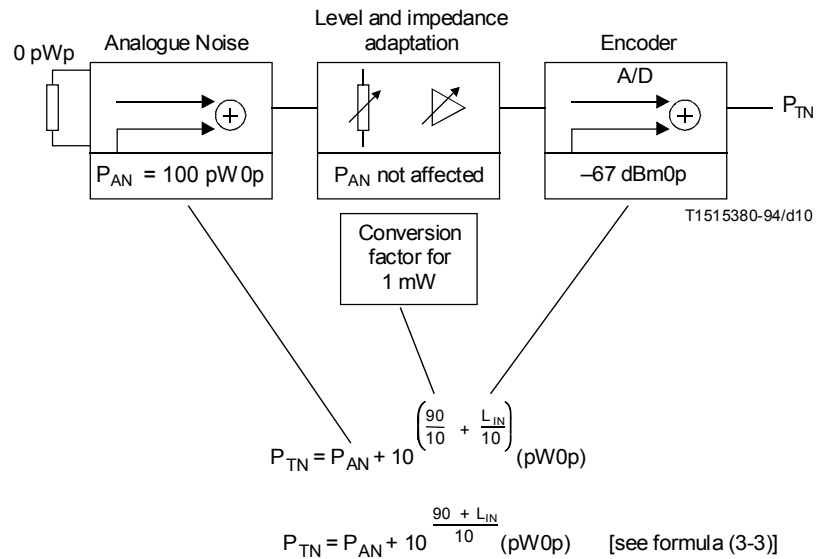 Level and impedance
adaptation
Analogue Noise
Encoder
0 pWp
A/D
P_TN
P_AN = 100 pW0p
P_AN not affected
–67 dBm0p
T1515380-94/d10
Conversion
factor for
1 mW
P_TN = P_AN + 10^(90/10 + L_IN/10) (pW0p)
P_TN = P_AN + 10^((90 + L_IN)/10) (pW0p) [see formula (3-3)]